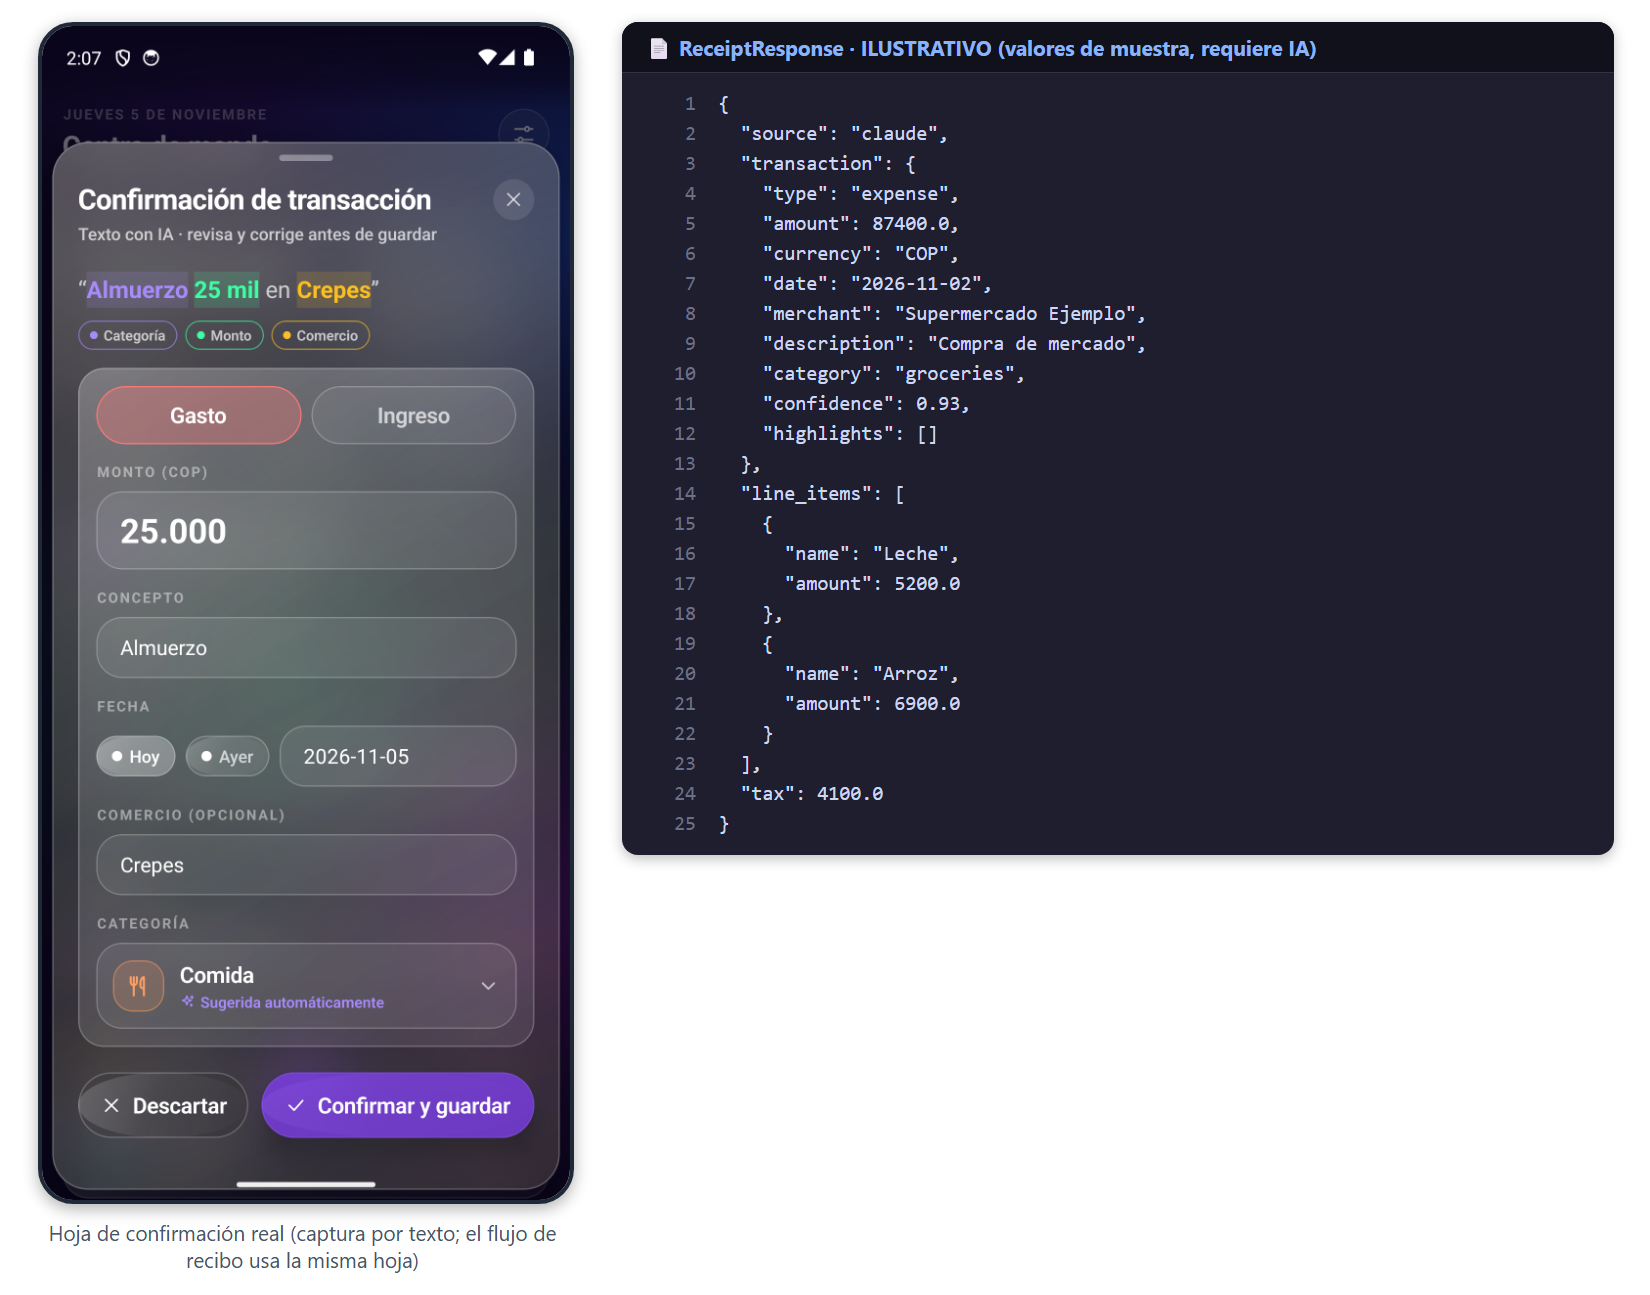 2:07
JUEVES 5 DE NOVIEMBRE
Centro de mando
Confirmación de transacción
Texto con IA · revisa y corrige antes de guardar
“Almuerzo 25 mil en Crepes”
Categoría Monto Comercio
Gasto Ingreso
MONTO (COP)
25.000
CONCEPTO
Almuerzo
FECHA
Hoy Ayer 2026-11-05
COMERCIO (OPCIONAL)
Crepes
CATEGORÍA
Comida
Sugerida automáticamente
Descartar Confirmar y guardar
Hoja de confirmación real (captura por texto; el flujo de
recibo usa la misma hoja)
ReceiptResponse · ILUSTRATIVO (valores de muestra, requiere IA)
1 {
2 "source": "claude",
3 "transaction": {
4 "type": "expense",
5 "amount": 87400.0,
6 "currency": "COP",
7 "date": "2026-11-02",
8 "merchant": "Supermercado Ejemplo",
9 "description": "Compra de mercado",
10 "category": "groceries",
11 "confidence": 0.93,
12 "highlights": []
13 },
14 "line_items": [
15 {
16 "name": "Leche",
17 "amount": 5200.0
18 },
19 {
20 "name": "Arroz",
21 "amount": 6900.0
22 }
23 ],
24 "tax": 4100.0
25 }